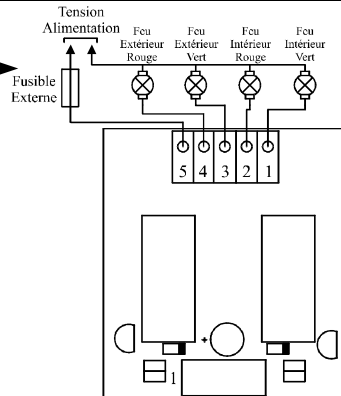 Tension
Alimentation
Feu
Extérieur
Rouge
Feu
Extérieur
Vert
Feu
Intérieur
Rouge
Feu
Intérieur
Vert
Fusible
Externe
5 4 3 2 1
+
1